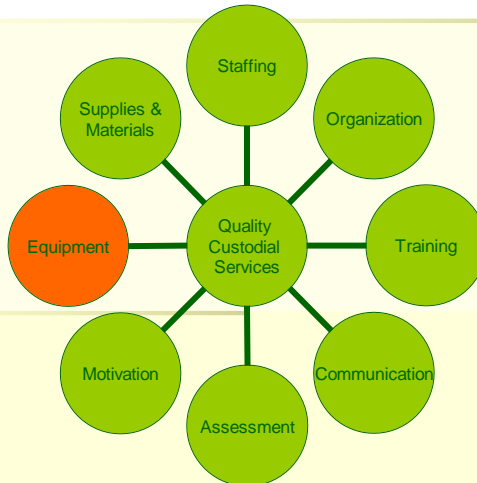 Staffing
Supplies &
Materials
Organization
Quality
Custodial
Services
Equipment
Training
Motivation
Communication
Assessment